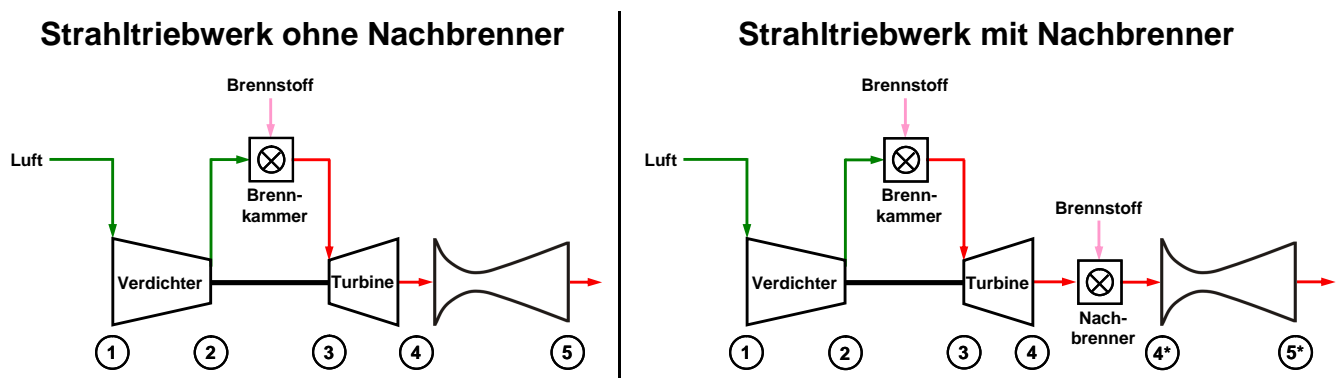 Strahltriebwerk ohne Nachbrenner
Brennstoff
Luft
Brenn-
kammer
Verdichter
Turbine
1
2
3
4
5
Strahltriebwerk mit Nachbrenner
Brennstoff
Luft
Brenn-
kammer
Brennstoff
Verdichter
Turbine
Nach-
brenner
1
2
3
4
4*
5*